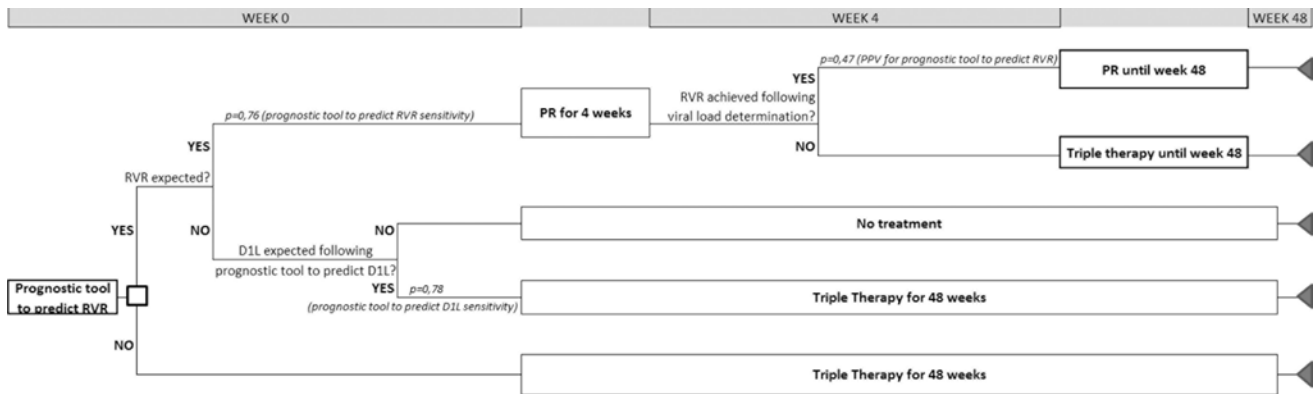 WEEK 0
WEEK 4
WEEK 48
p=0,47 (PPV for prognostic tool to predict RVR)
PR until week 48
YES
RVR achieved following
viral load determination?
p=0,76 (prognostic tool to predict RVR sensitivity)
PR for 4 weeks
YES
NO
Triple therapy until week 48
RVR expected?
YES
NO
NO
No treatment
D1L expected following
prognostic tool to predict D1L?
YES
p=0,78
(prognostic tool to predict D1L sensitivity)
Triple Therapy for 48 weeks
Prognostic tool
to predict RVR
NO
Triple Therapy for 48 weeks